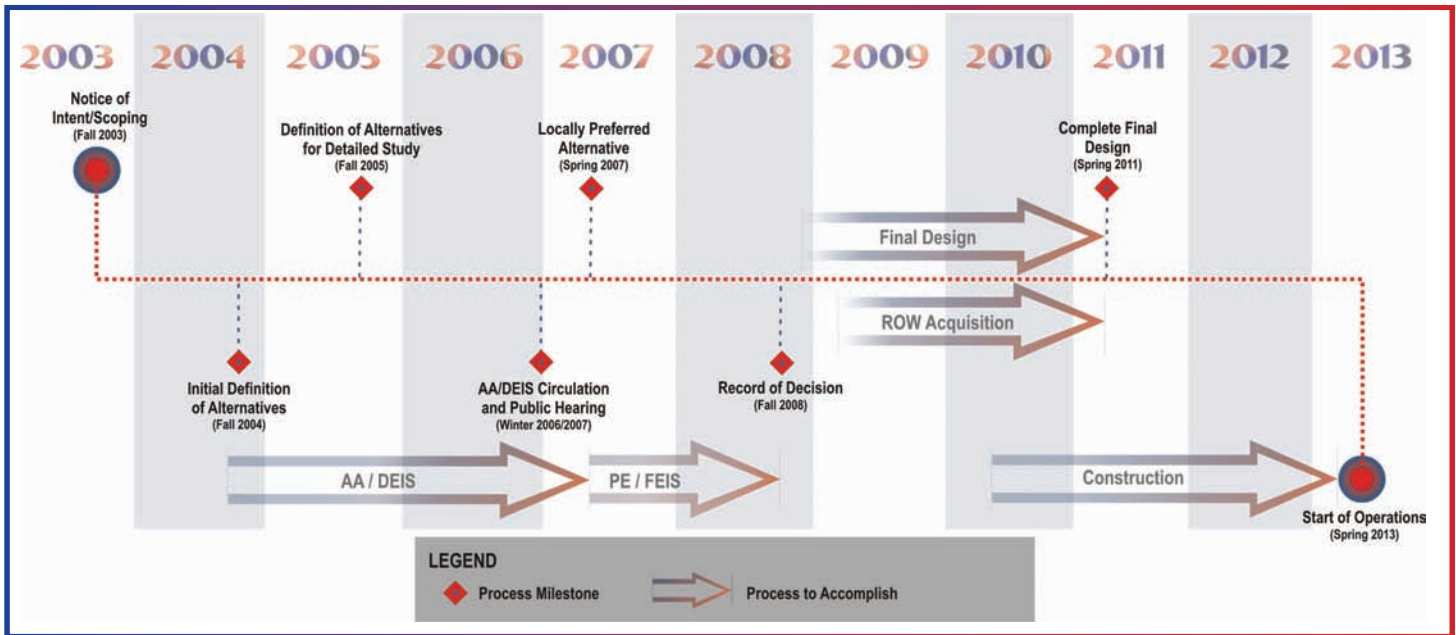 2003 2004 2005 2006 2007 2008 2009 2010 2011 2012 2013
Notice of
Intent/Scoping
(Fall 2003)
Definition of Alternatives
for Detailed Study
(Fall 2005)
Locally Preferred
Alternative
(Spring 2007)
Complete Final
Design
(Spring 2011)
Final Design
ROW Acquisition
Initial Definition
of Alternatives
(Fall 2004)
AA/DEIS Circulation
and Public Hearing
(Winter 2006/2007)
Record of Decision
(Fall 2008)
AA / DEIS
PE / FEIS
Construction
Start of Operations
(Spring 2013)
LEGEND
Process Milestone
Process to Accomplish